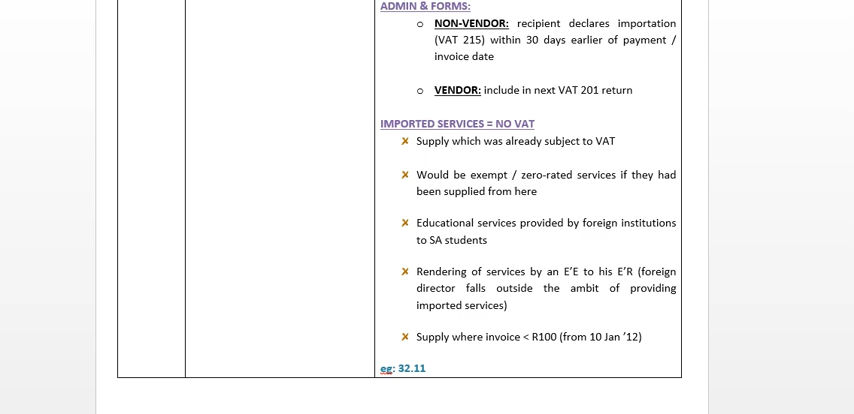 ADMIN & FORMS:
o NON-VENDOR: recipient declares importation
(VAT 215) within 30 days earlier of payment /
invoice date
o VENDOR: include in next VAT 201 return
IMPORTED SERVICES = NO VAT
✘ Supply which was already subject to VAT
✘ Would be exempt / zero-rated services if they had
been supplied from here
✘ Educational services provided by foreign institutions
to SA students
✘ Rendering of services by an E'E to his E'R (foreign
director falls outside the ambit of providing
imported services)
✘ Supply where invoice < R100 (from 10 Jan '12)
eg: 32.11